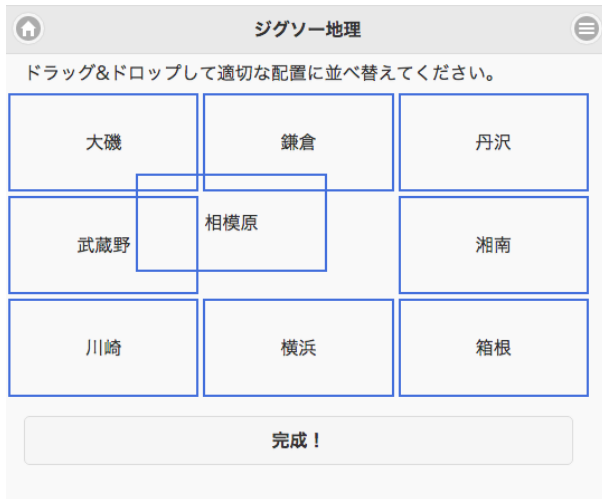 ジグソー地理
ドラッグ&ドロップして適切な配置に並べ替えてください。
大磯 鎌倉 丹沢
相模原
武蔵野 湘南
川崎 横浜 箱根
完成！